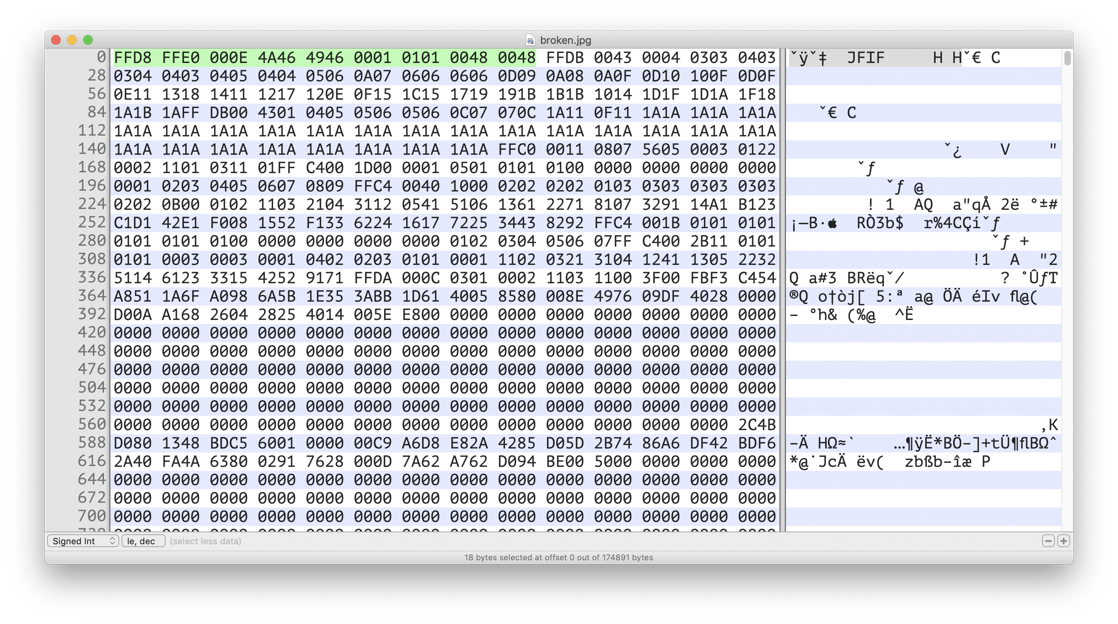 broken.jpg
0 FFD8 FFE0 000E 4A46 4946 0001 0101 0048 0048 FFDB 0043 0004 0303 0403 ˇÿˇ‡ JFIF H Hˇ€ C
28 0304 0403 0405 0404 0506 0A07 0606 0606 0D09 0A08 0A0F 0D10 100F 0D0F
56 0E11 1318 1411 1217 120E 0F15 1C15 1719 191B 1B1B 1014 1D1F 1D1A 1F18
84 1A1B 1AFF DB00 4301 0405 0506 0506 0C07 070C 1A11 0F11 1A1A 1A1A 1A1A ˇ€ C
112 1A1A 1A1A 1A1A 1A1A 1A1A 1A1A 1A1A 1A1A 1A1A 1A1A 1A1A 1A1A 1A1A 1A1A
140 1A1A 1A1A 1A1A 1A1A 1A1A 1A1A 1A1A 1A1A FFC0 0011 0807 5605 0003 0122 ˇ¿ V "
168 0002 1101 0311 01FF C400 1D00 0001 0501 0101 0100 0000 0000 0000 0000 ˇƒ
196 0001 0203 0405 0607 0809 FFC4 0040 1000 0202 0202 0103 0303 0303 0303 ˇƒ @
224 0202 0B00 0102 1103 2104 3112 0541 5106 1361 2271 8107 3291 14A1 B123 ! 1 AQ a"qÅ 2ë °±#
252 C1D1 42E1 F008 1552 F133 6224 1617 7225 3443 8292 FFC4 001B 0101 0101 ¡—B· RÒ3b$ r%4CÇíˇƒ
280 0101 0101 0100 0000 0000 0000 0000 0102 0304 0506 07FF C400 2B11 0101 ˇƒ +
308 0101 0003 0003 0001 0402 0203 0101 0001 1102 0321 3104 1241 1305 2232 !1 A "2
336 5114 6123 3315 4252 9171 FFDA 000C 0301 0002 1103 1100 3F00 FBF3 C454 Q a#3 BRëqˇ⁄ ? ˚ÛƒT
364 A851 1A6F A098 6A5B 1E35 3ABB 1D61 4005 8580 008E 4976 09DF 4028 0000 ®Q o†òj[ 5:ª a@ ÖÄ éIv ﬂ@(
392 D00A A168 2604 2825 4014 005E E800 0000 0000 0000 0000 0000 0000 0000 – °h& (%@ ^Ë
420 0000 0000 0000 0000 0000 0000 0000 0000 0000 0000 0000 0000 0000 0000
448 0000 0000 0000 0000 0000 0000 0000 0000 0000 0000 0000 0000 0000 0000
476 0000 0000 0000 0000 0000 0000 0000 0000 0000 0000 0000 0000 0000 0000
504 0000 0000 0000 0000 0000 0000 0000 0000 0000 0000 0000 0000 0000 0000
532 0000 0000 0000 0000 0000 0000 0000 0000 0000 0000 0000 0000 0000 0000
560 0000 0000 0000 0000 0000 0000 0000 0000 0000 0000 0000 0000 0000 2C4B ,K
588 D080 1348 BDC5 6001 0000 00C9 A6D8 E82A 4285 D05D 2B74 86A6 DF42 BDF6 –Ä HΩ≈` …¶ÿË*BÖ–]+tÜ¶ﬂBΩˆ
616 2A40 FA4A 6380 0291 7628 000D 7A62 A762 D094 BE00 5000 0000 0000 0000 *@˙JcÄ ëv( zbßb–îæ P
644 0000 0000 0000 0000 0000 0000 0000 0000 0000 0000 0000 0000 0000 0000
672 0000 0000 0000 0000 0000 0000 0000 0000 0000 0000 0000 0000 0000 0000
700 0000 0000 0000 0000 0000 0000 0000 0000 0000 0000 0000 0000 0000 0000
Signed Int le, dec (select less data)
18 bytes selected at offset 0 out of 174891 bytes